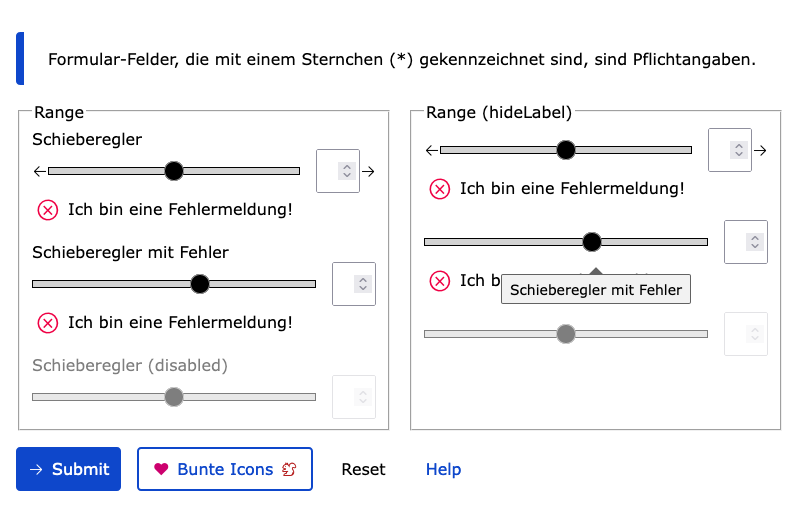 Formular-Felder, die mit einem Sternchen (*) gekennzeichnet sind, sind Pflichtangaben.
Range
Schieberegler
Ich bin eine Fehlermeldung!
Schieberegler mit Fehler
Ich bin eine Fehlermeldung!
Schieberegler (disabled)
Range (hideLabel)
Ich bin eine Fehlermeldung!
Ich b
Schieberegler mit Fehler
Submit
Bunte Icons
Reset
Help